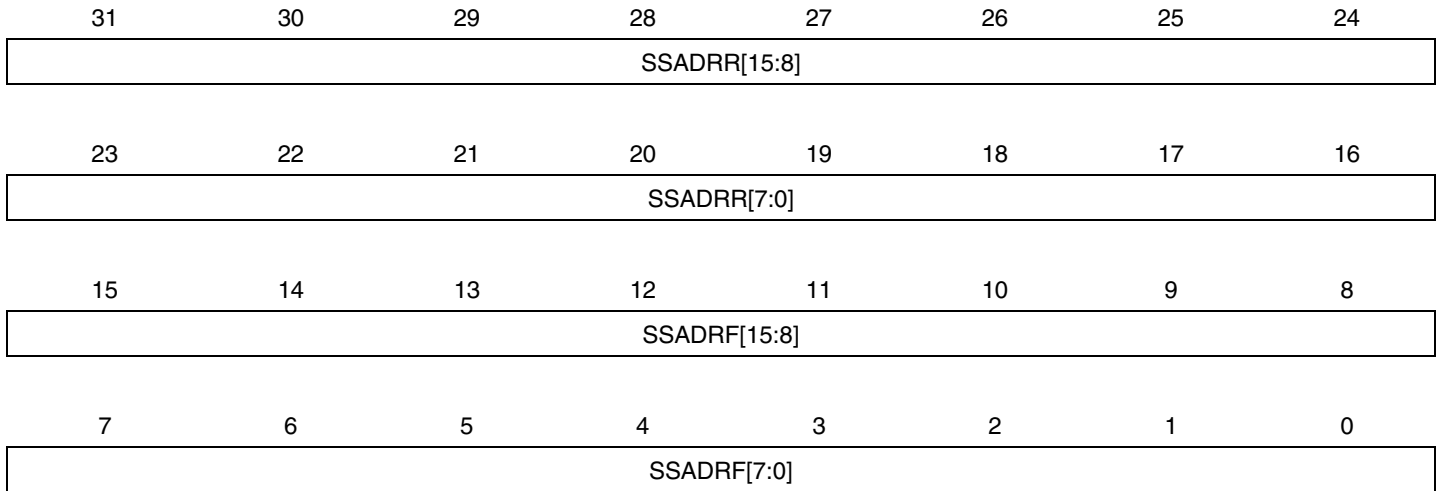 31 30 29 28 27 26 25 24
SSADRR[15:8]
23 22 21 20 19 18 17 16
SSADRR[7:0]
15 14 13 12 11 10 9 8
SSADRF[15:8]
7 6 5 4 3 2 1 0
SSADRF[7:0]